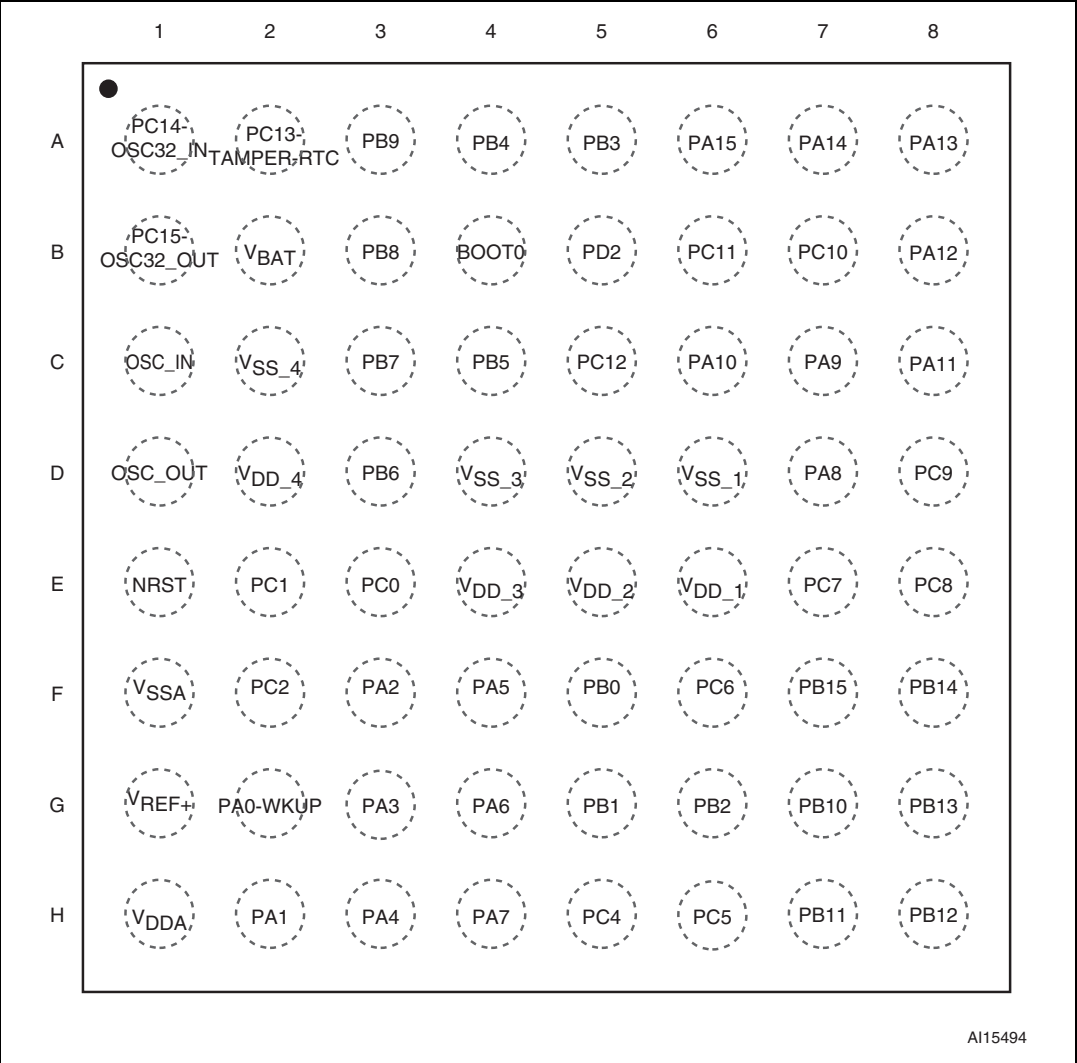 1 2 3 4 5 6 7 8
A PC14-OSC32_IN PC13-TAMPER-RTC PB9 PB4 PB3 PA15 PA14 PA13
B PC15-OSC32_OUT VBAT PB8 BOOT0 PD2 PC11 PC10 PA12
C OSC_IN VSS_4 PB7 PB5 PC12 PA10 PA9 PA11
D OSC_OUT VDD_4 PB6 VSS_3 VSS_2 VSS_1 PA8 PC9
E NRST PC1 PC0 VDD_3 VDD_2 VDD_1 PC7 PC8
F VSSA PC2 PA2 PA5 PB0 PC6 PB15 PB14
G VREF+ PA0-WKUP PA3 PA6 PB1 PB2 PB10 PB13
H VDDA PA1 PA4 PA7 PC4 PC5 PB11 PB12
AI15494